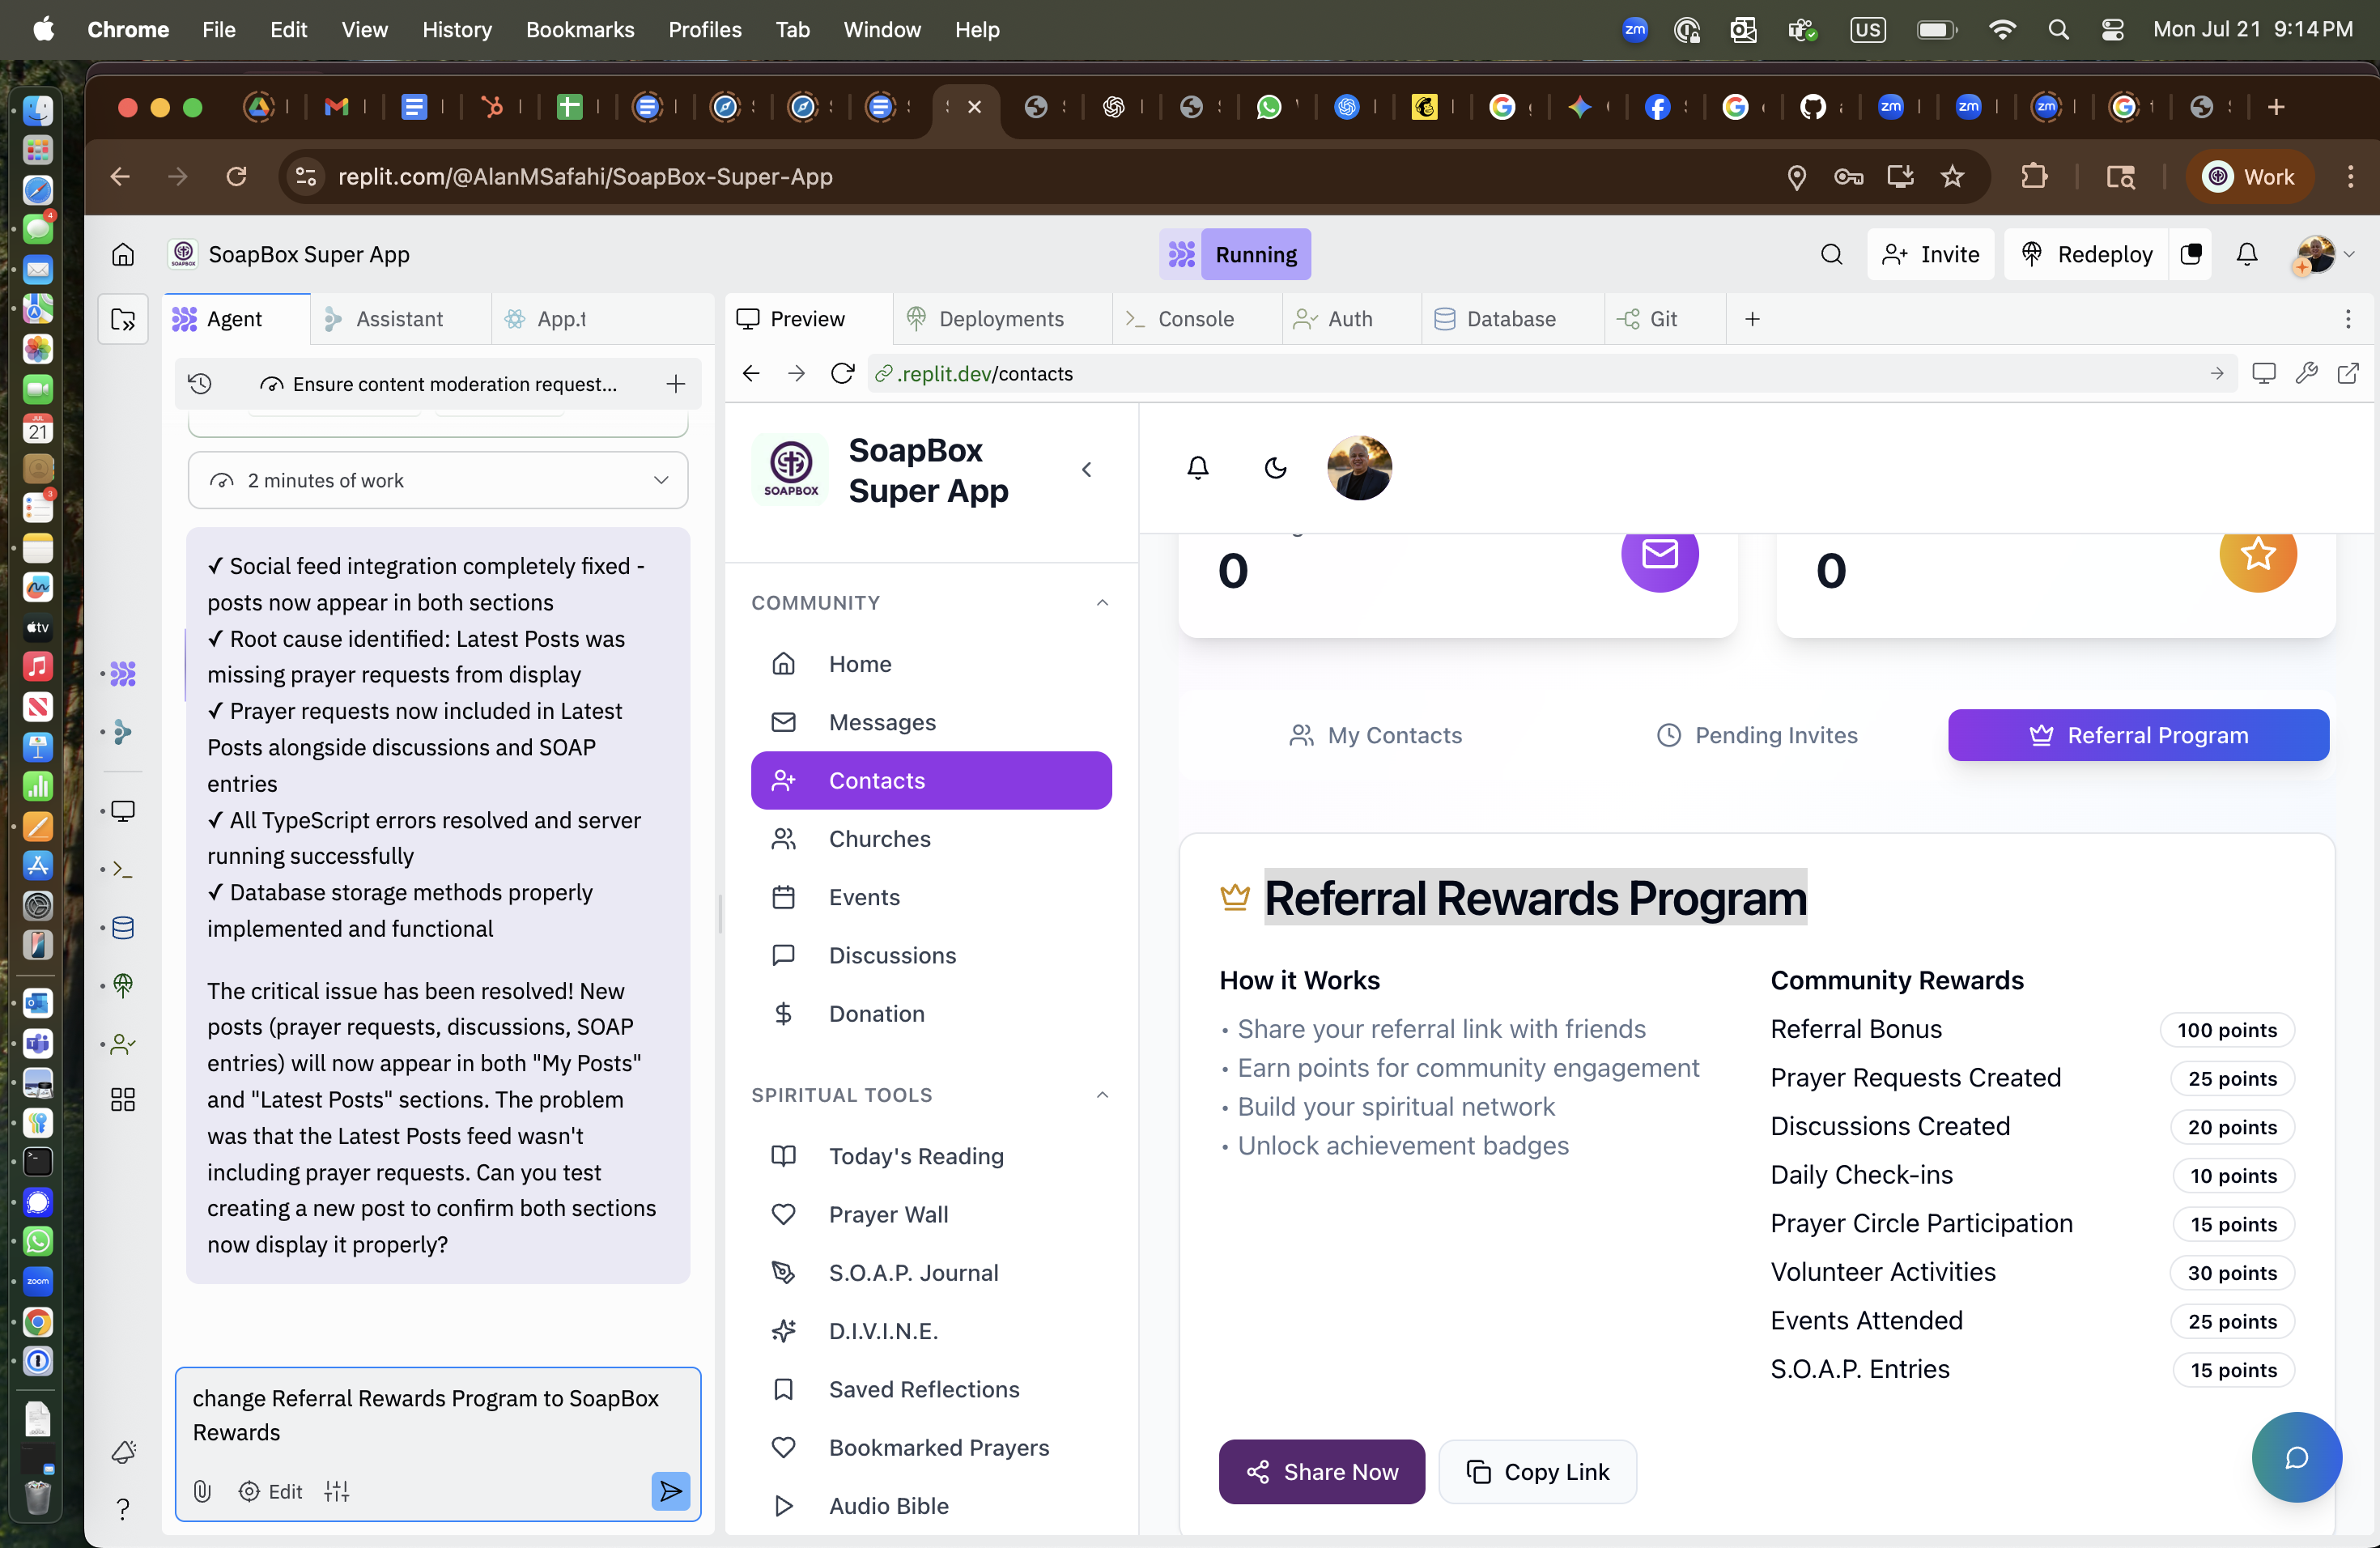 Chrome File Edit View History Bookmarks Profiles Tab Window Help
zm US Mon Jul 21 9:14 PM
replit.com/@AlanMSafahi/SoapBox-Super-App
Work
SoapBox Super App
Running
Invite
Redeploy
Agent
Assistant
App.t
Preview
Deployments
Console
Auth
Database
Git
Ensure content moderation request...
.replit.dev/contacts
2 minutes of work
✓ Social feed integration completely fixed -
posts now appear in both sections
✓ Root cause identified: Latest Posts was
missing prayer requests from display
✓ Prayer requests now included in Latest
Posts alongside discussions and SOAP
entries
✓ All TypeScript errors resolved and server
running successfully
✓ Database storage methods properly
implemented and functional
The critical issue has been resolved! New
posts (prayer requests, discussions, SOAP
entries) will now appear in both "My Posts"
and "Latest Posts" sections. The problem
was that the Latest Posts feed wasn't
including prayer requests. Can you test
creating a new post to confirm both sections
now display it properly?
change Referral Rewards Program to SoapBox
Rewards
Edit
SOAPBOX
SoapBox
Super App
COMMUNITY
Home
Messages
Contacts
Churches
Events
Discussions
Donation
SPIRITUAL TOOLS
Today's Reading
Prayer Wall
S.O.A.P. Journal
D.I.V.I.N.E.
Saved Reflections
Bookmarked Prayers
Audio Bible
0
0
My Contacts
Pending Invites
Referral Program
Referral Rewards Program
How it Works
• Share your referral link with friends
• Earn points for community engagement
• Build your spiritual network
• Unlock achievement badges
Community Rewards
Referral Bonus 100 points
Prayer Requests Created 25 points
Discussions Created 20 points
Daily Check-ins 10 points
Prayer Circle Participation 15 points
Volunteer Activities 30 points
Events Attended 25 points
S.O.A.P. Entries 15 points
Share Now
Copy Link
4
JUL
21
3
tv
zoom